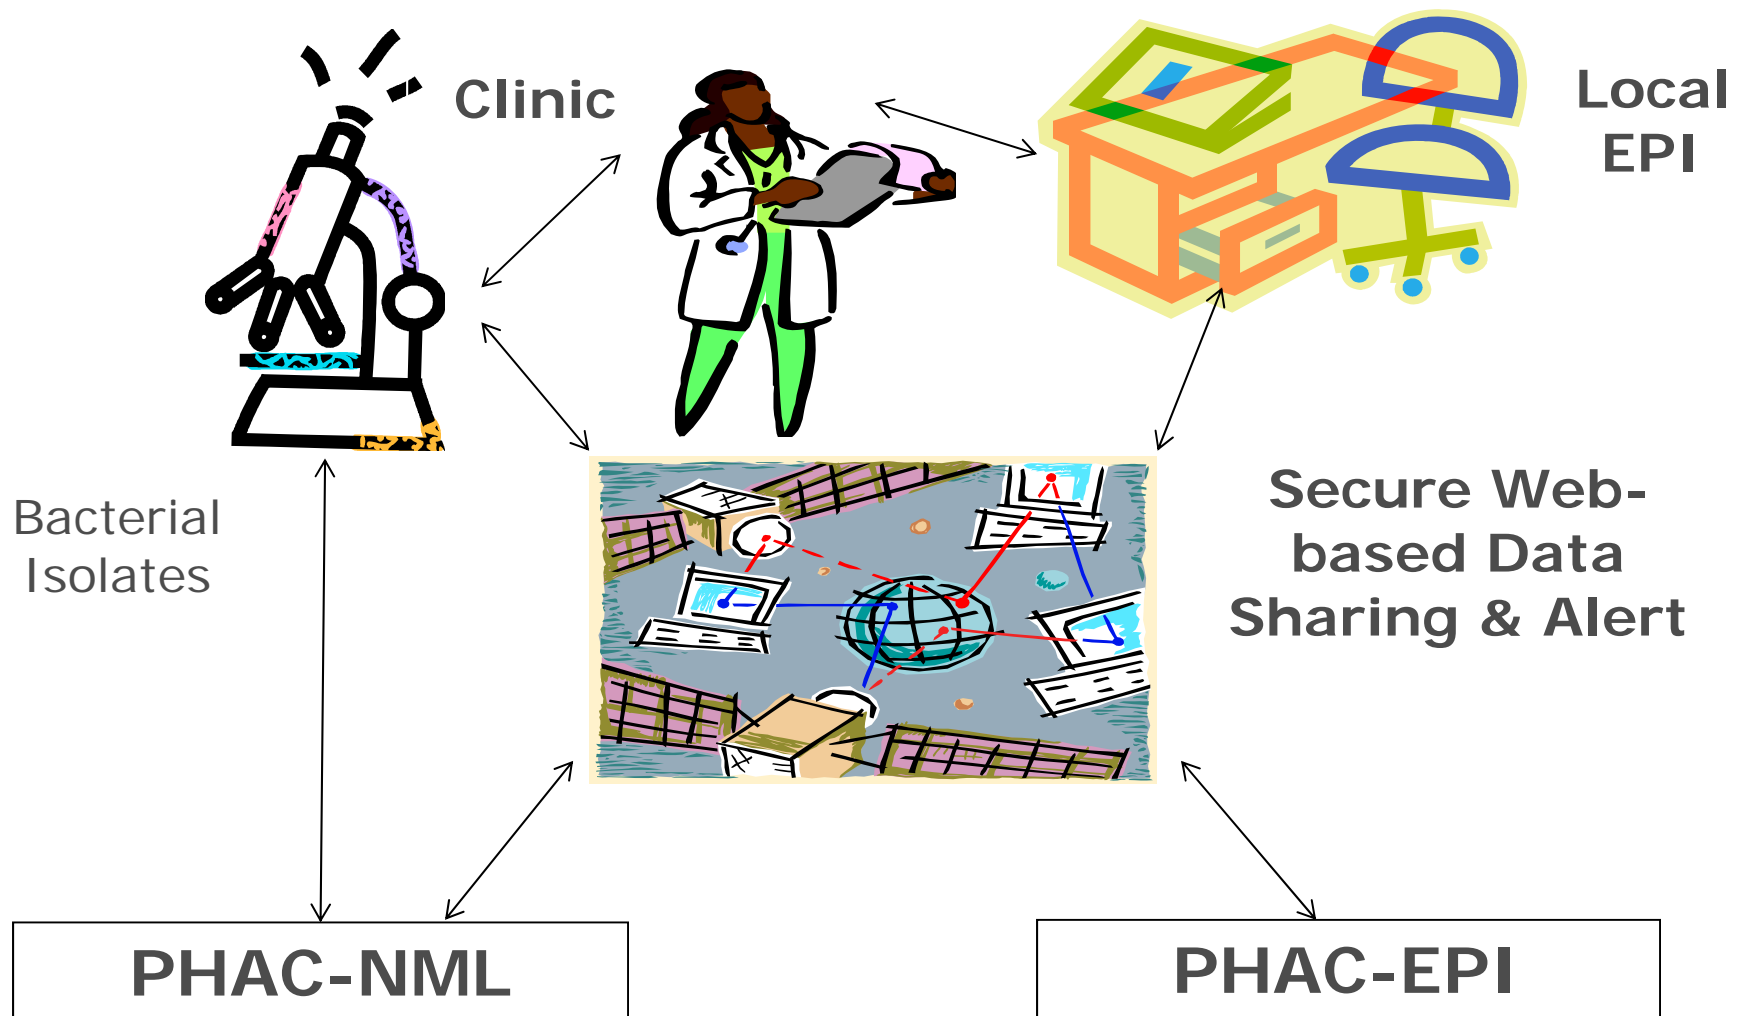 Clinic
Local
EPI
Bacterial
Isolates
Secure Web-
based Data
Sharing & Alert
PHAC-NML
PHAC-EPI